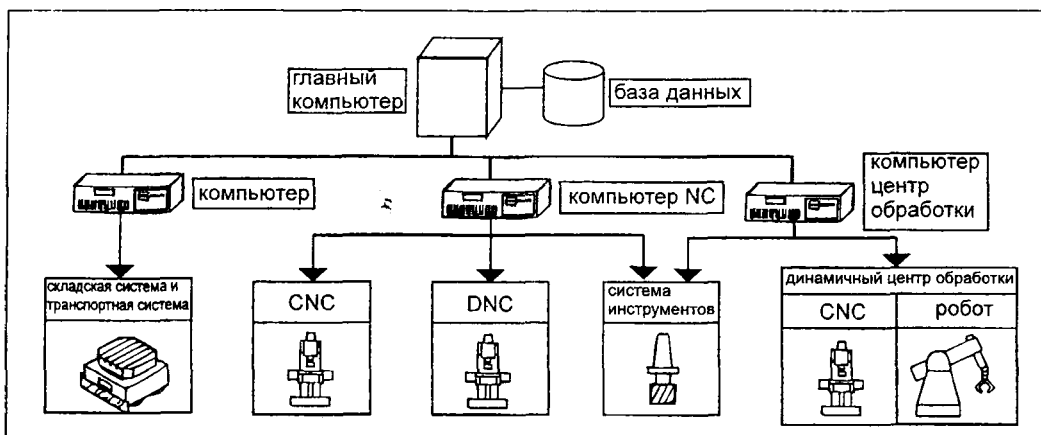 главный
компьютер
база данных
компьютер
компьютер NC
компьютер
центр
обработки
складская система и
транспортная система
CNC
DNC
система
инструментов
динамичный центр обработки
CNC
робот